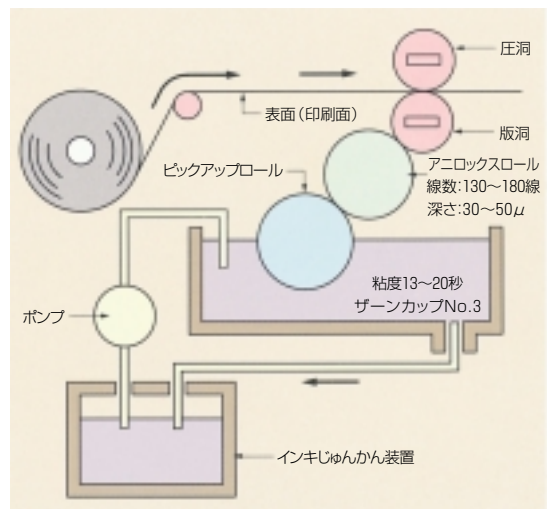 圧洞
表面(印刷面)
版洞
ピックアップロール
アニロックスロール
線数:130〜180線
深さ:30〜50μ
粘度13〜20秒
ザーンカップNo.3
ポンプ
インキじゅんかん装置